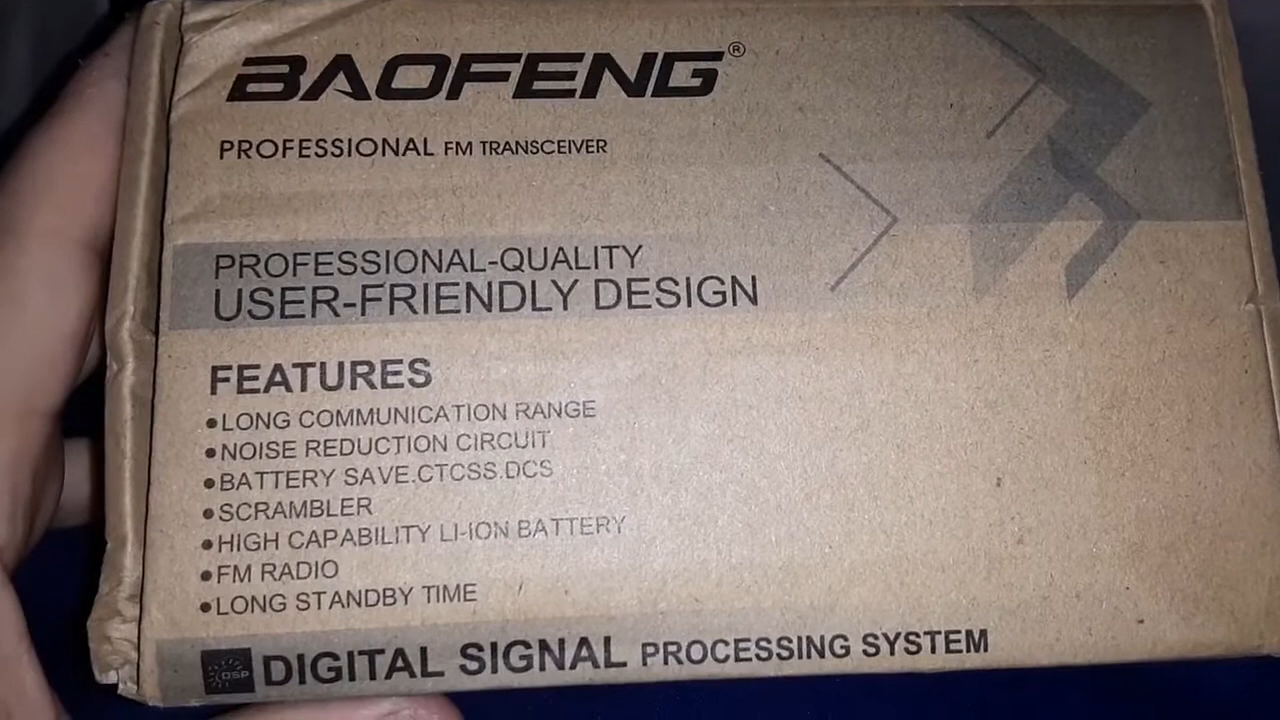 BAOFENG®
PROFESSIONAL FM TRANSCEIVER
PROFESSIONAL-QUALITY
USER-FRIENDLY DESIGN
FEATURES
•LONG COMMUNICATION RANGE
•NOISE REDUCTION CIRCUIT
•BATTERY SAVE.CTCSS.DCS
•SCRAMBLER
•HIGH CAPABILITY LI-ION BATTERY
•FM RADIO
•LONG STANDBY TIME
DSP DIGITAL SIGNAL PROCESSING SYSTEM